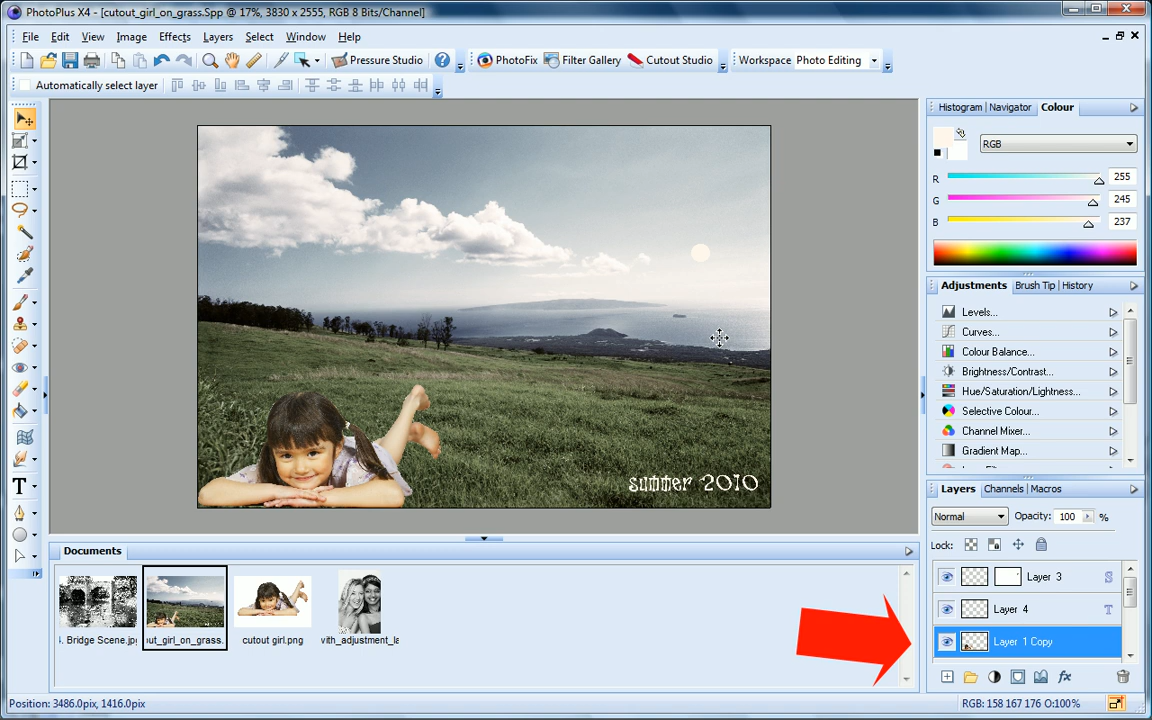 PhotoPlus X4 - [cutout_girl_on_grass.Spp @ 17%, 3830 x 2555, RGB 8 Bits/Channel]
File Edit View Image Effects Layers Select Window Help
Pressure Studio PhotoFix Filter Gallery Cutout Studio Workspace Photo Editing
Automatically select layer
Histogram | Navigator Colour
RGB
R 255
G 245
B 237
Adjustments Brush Tip | History
Levels...
Curves...
Colour Balance...
Brightness/Contrast...
Hue/Saturation/Lightness...
Selective Colour...
Channel Mixer...
Gradient Map...
summer 2010
Layers Channels | Macros
Normal Opacity: 100 %
Lock:
Layer 3 S
Layer 4 T
Layer 1 Copy
Documents
. Bridge Scene.jpg
out_girl_on_grass.
cutout girl.png
with_adjustment_la
Position: 3486.0pix, 1416.0pix
RGB: 158 167 176 O:100%